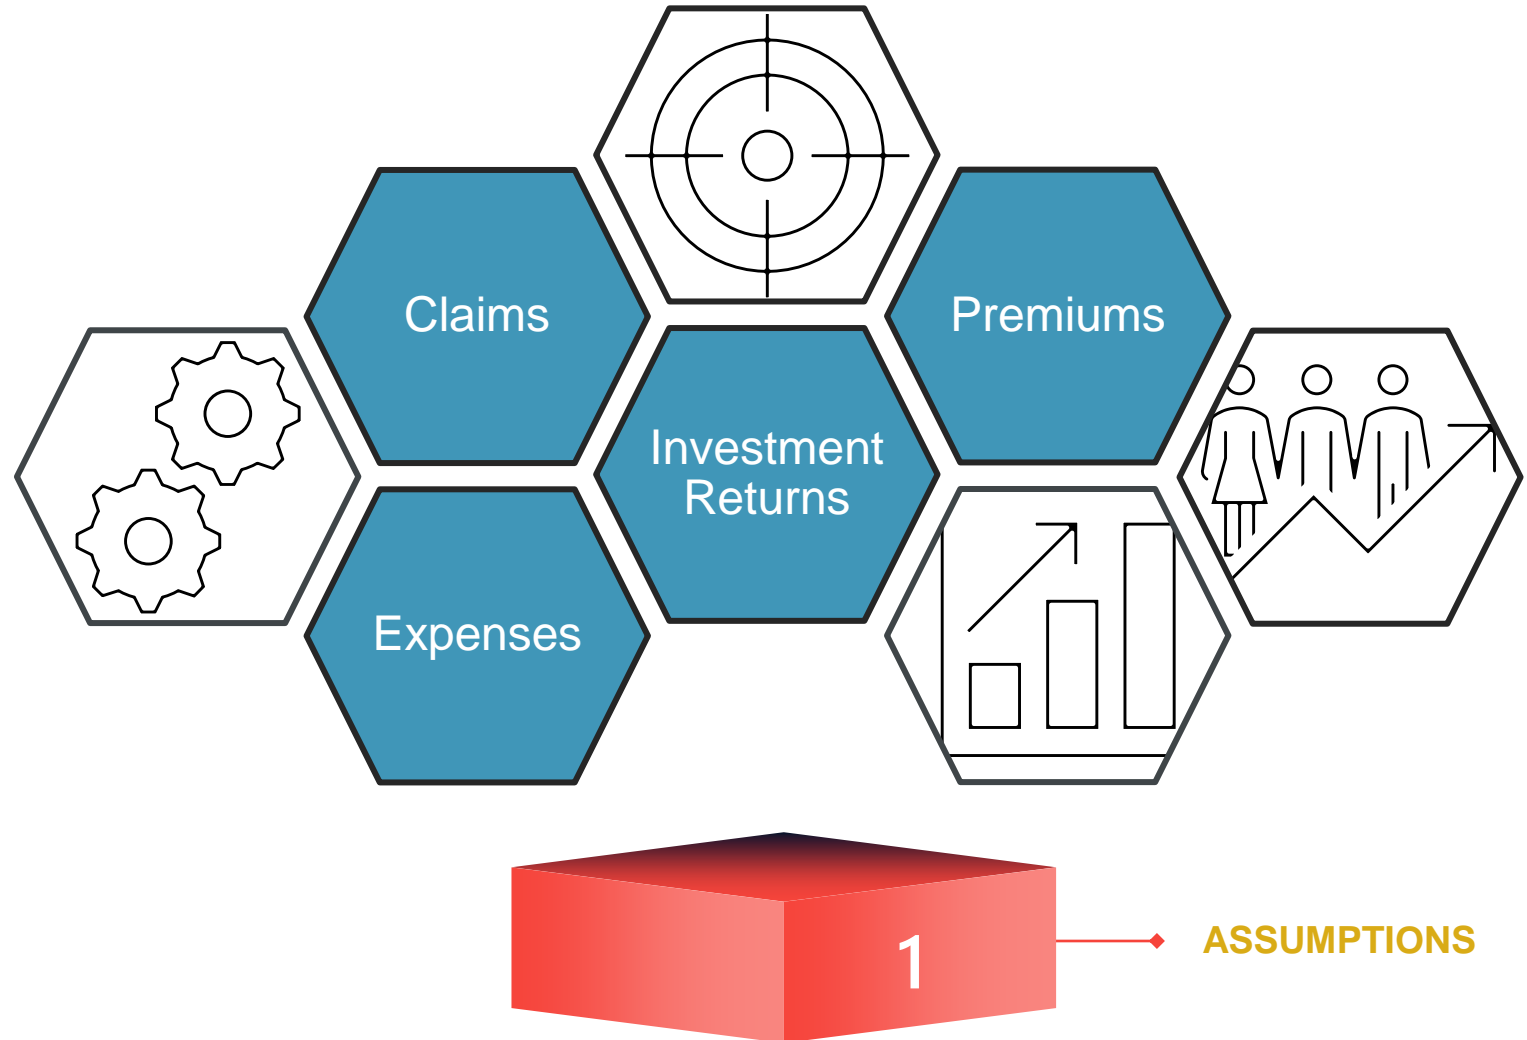 Claims
Premiums
Investment
Returns
Expenses
1
ASSUMPTIONS